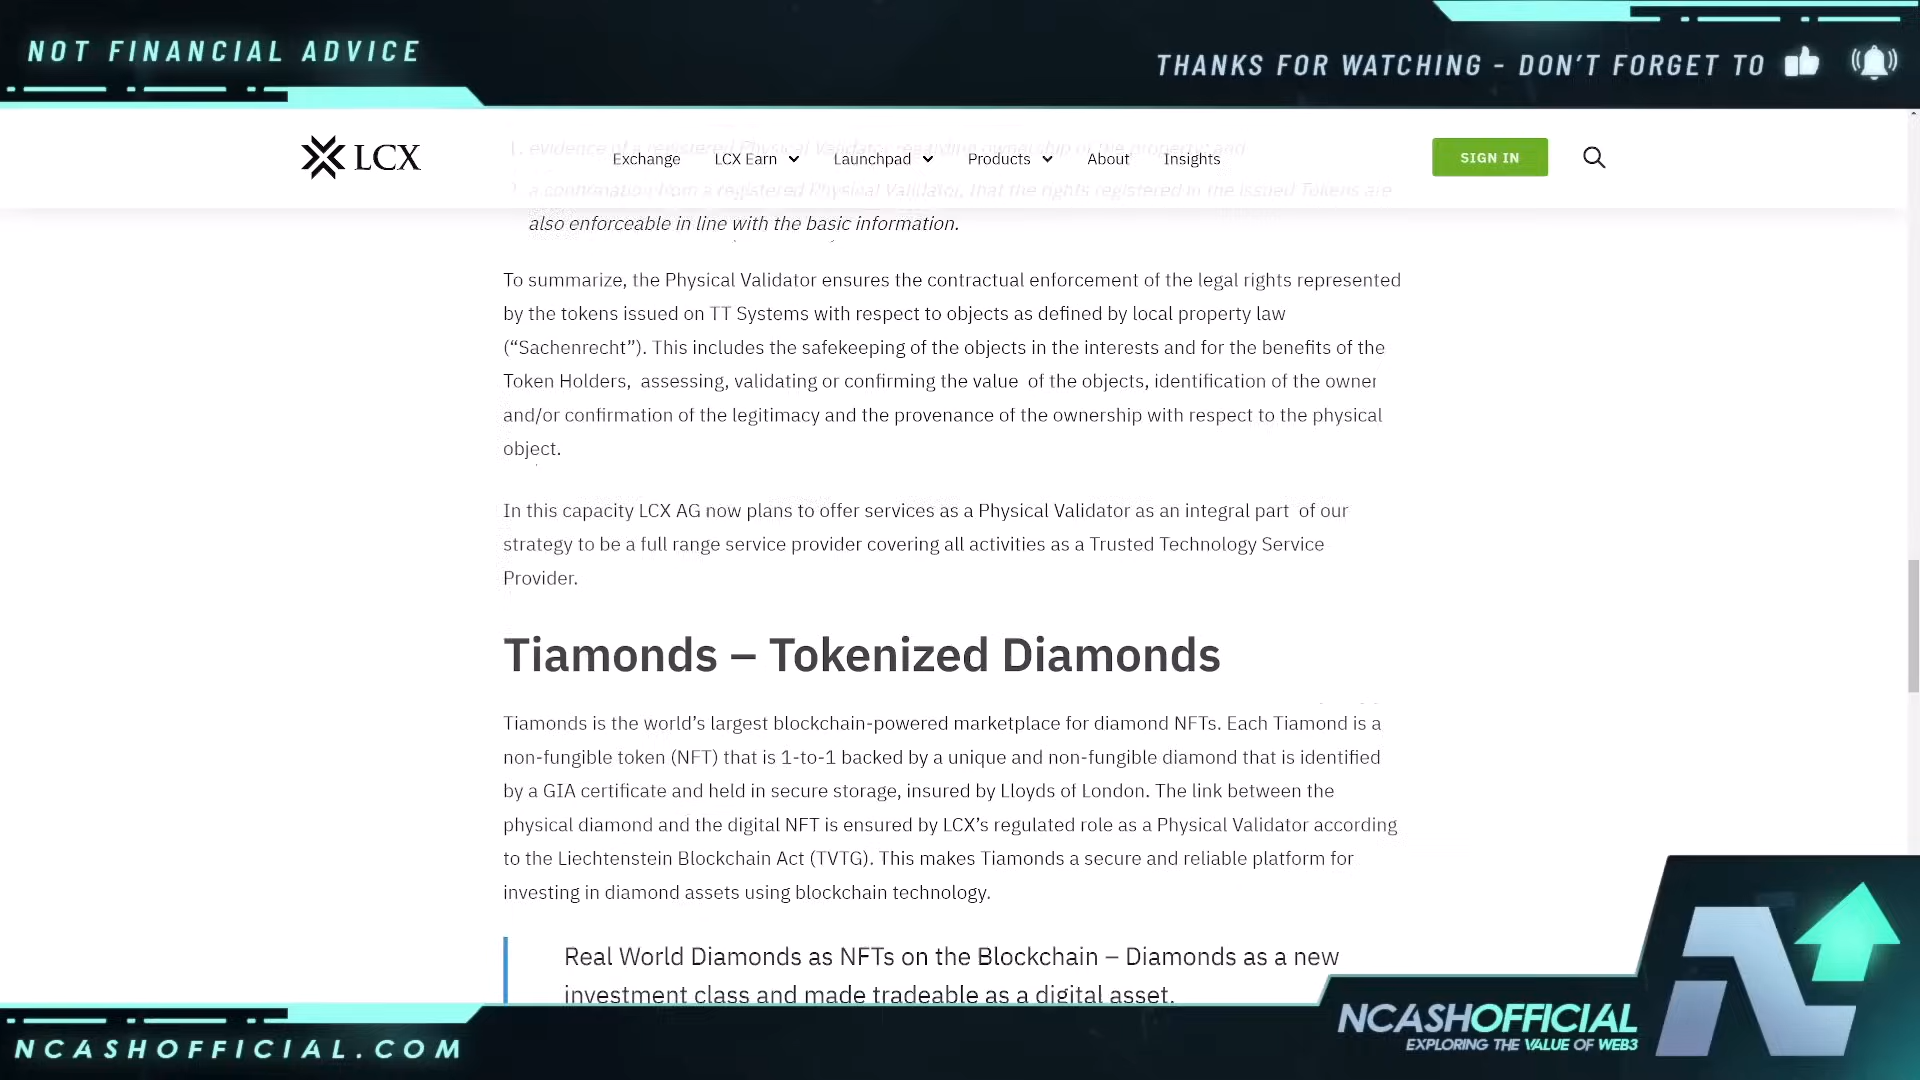 NOT FINANCIAL ADVICE
THANKS FOR WATCHING - DON'T FORGET TO
LCX
Exchange
LCX Earn
Launchpad
Products
About
Insights
SIGN IN
1. evidence of a registered Physical Validator regarding ownership of the property; and
a confirmation from a registered Physical Validator, that the rights registered in the issued Tokens are
also enforceable in line with the basic information.
To summarize, the Physical Validator ensures the contractual enforcement of the legal rights represented
by the tokens issued on TT Systems with respect to objects as defined by local property law
(“Sachenrecht”). This includes the safekeeping of the objects in the interests and for the benefits of the
Token Holders, assessing, validating or confirming the value of the objects, identification of the owner
and/or confirmation of the legitimacy and the provenance of the ownership with respect to the physical
object.
In this capacity LCX AG now plans to offer services as a Physical Validator as an integral part of our
strategy to be a full range service provider covering all activities as a Trusted Technology Service
Provider.
Tiamonds – Tokenized Diamonds
Tiamonds is the world’s largest blockchain-powered marketplace for diamond NFTs. Each Tiamond is a
non-fungible token (NFT) that is 1-to-1 backed by a unique and non-fungible diamond that is identified
by a GIA certificate and held in secure storage, insured by Lloyds of London. The link between the
physical diamond and the digital NFT is ensured by LCX’s regulated role as a Physical Validator according
to the Liechtenstein Blockchain Act (TVTG). This makes Tiamonds a secure and reliable platform for
investing in diamond assets using blockchain technology.
Real World Diamonds as NFTs on the Blockchain – Diamonds as a new
investment class and made tradeable as a digital asset.
NCASHOFFICIAL.COM
NCASHOFFICIAL
EXPLORING THE VALUE OF WEB3